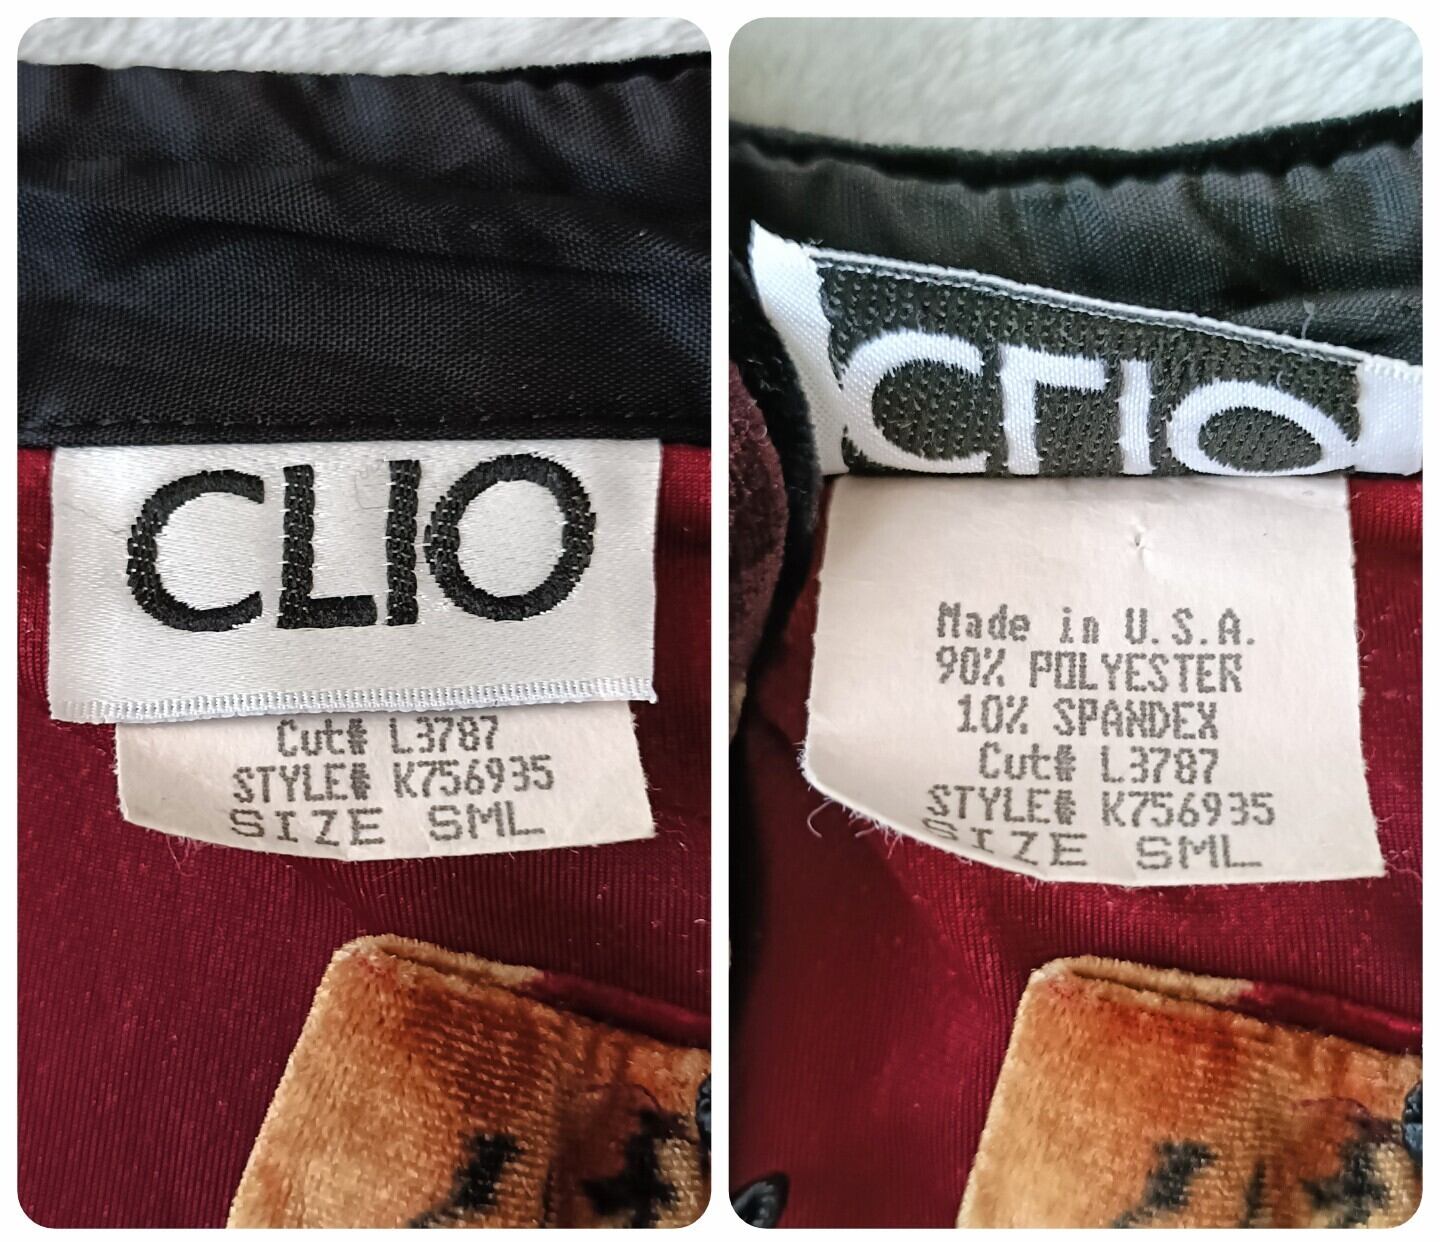 CLIO
Cut# L3787
STYLE# K756935
SIZE SML
CLIO
Made in U.S.A.
90% POLYESTER
10% SPANDEX
Cut# L3787
STYLE# K756935
SIZE SML